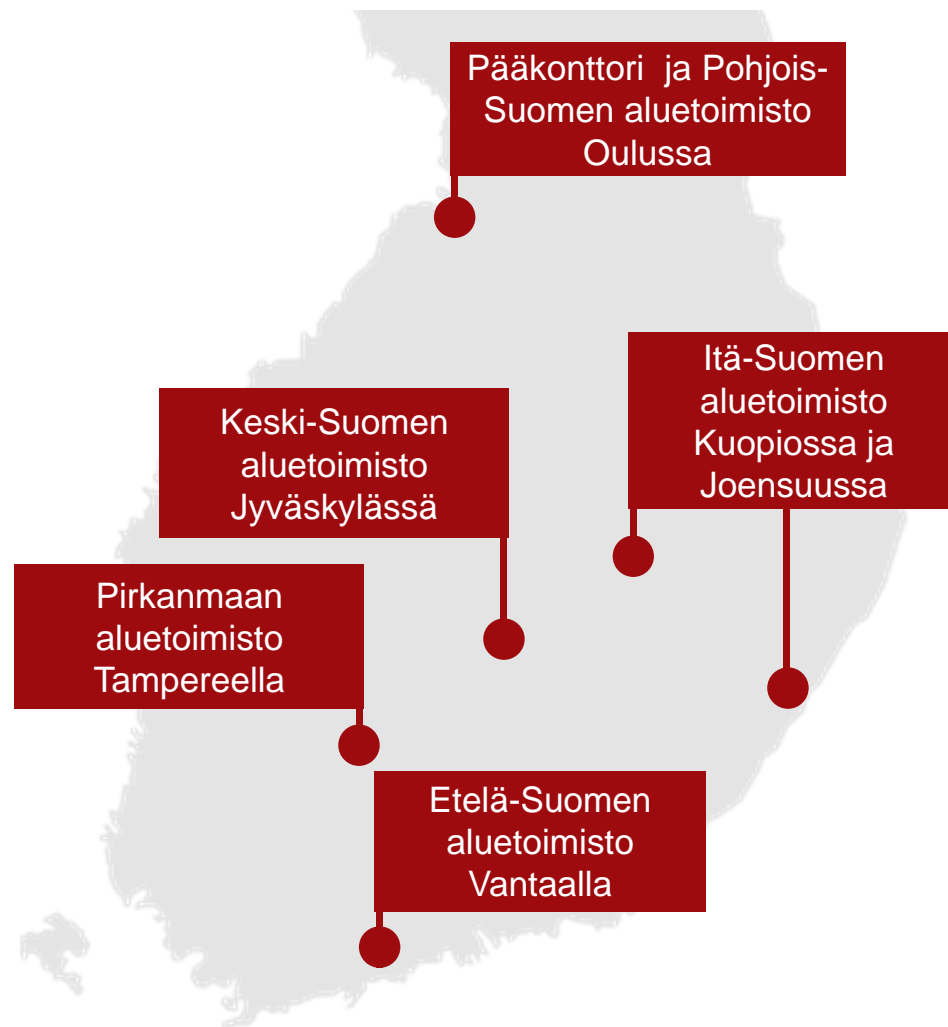 Pääkonttori ja Pohjois-
Suomen aluetoimisto
Oulussa
Itä-Suomen
aluetoimisto
Kuopiossa ja
Joensuussa
Keski-Suomen
aluetoimisto
Jyväskylässä
Pirkanmaan
aluetoimisto
Tampereella
Etelä-Suomen
aluetoimisto
Vantaalla